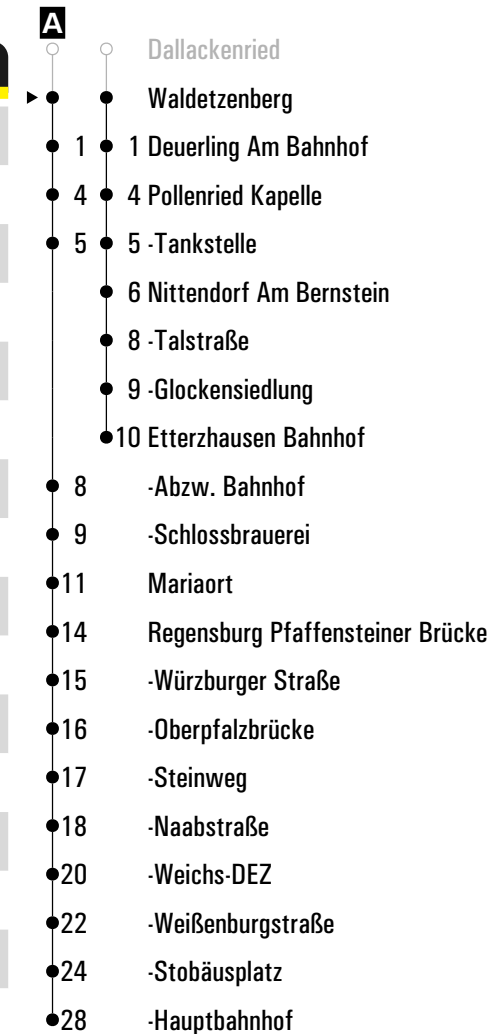 A
Dallackenried
Waldetzenberg
1 1 Deuerling Am Bahnhof
4 4 Pollenried Kapelle
5 5 -Tankstelle
6 Nittendorf Am Bernstein
8 -Talstraße
9 -Glockensiedlung
10 Etterzhausen Bahnhof
8 -Abzw. Bahnhof
9 -Schlossbrauerei
11 Mariaort
14 Regensburg Pfaffensteiner Brücke
15 -Würzburger Straße
16 -Oberpfalzbrücke
17 -Steinweg
18 -Naabstraße
20 -Weichs-DEZ
22 -Weißenburgstraße
24 -Stobäusplatz
28 -Hauptbahnhof